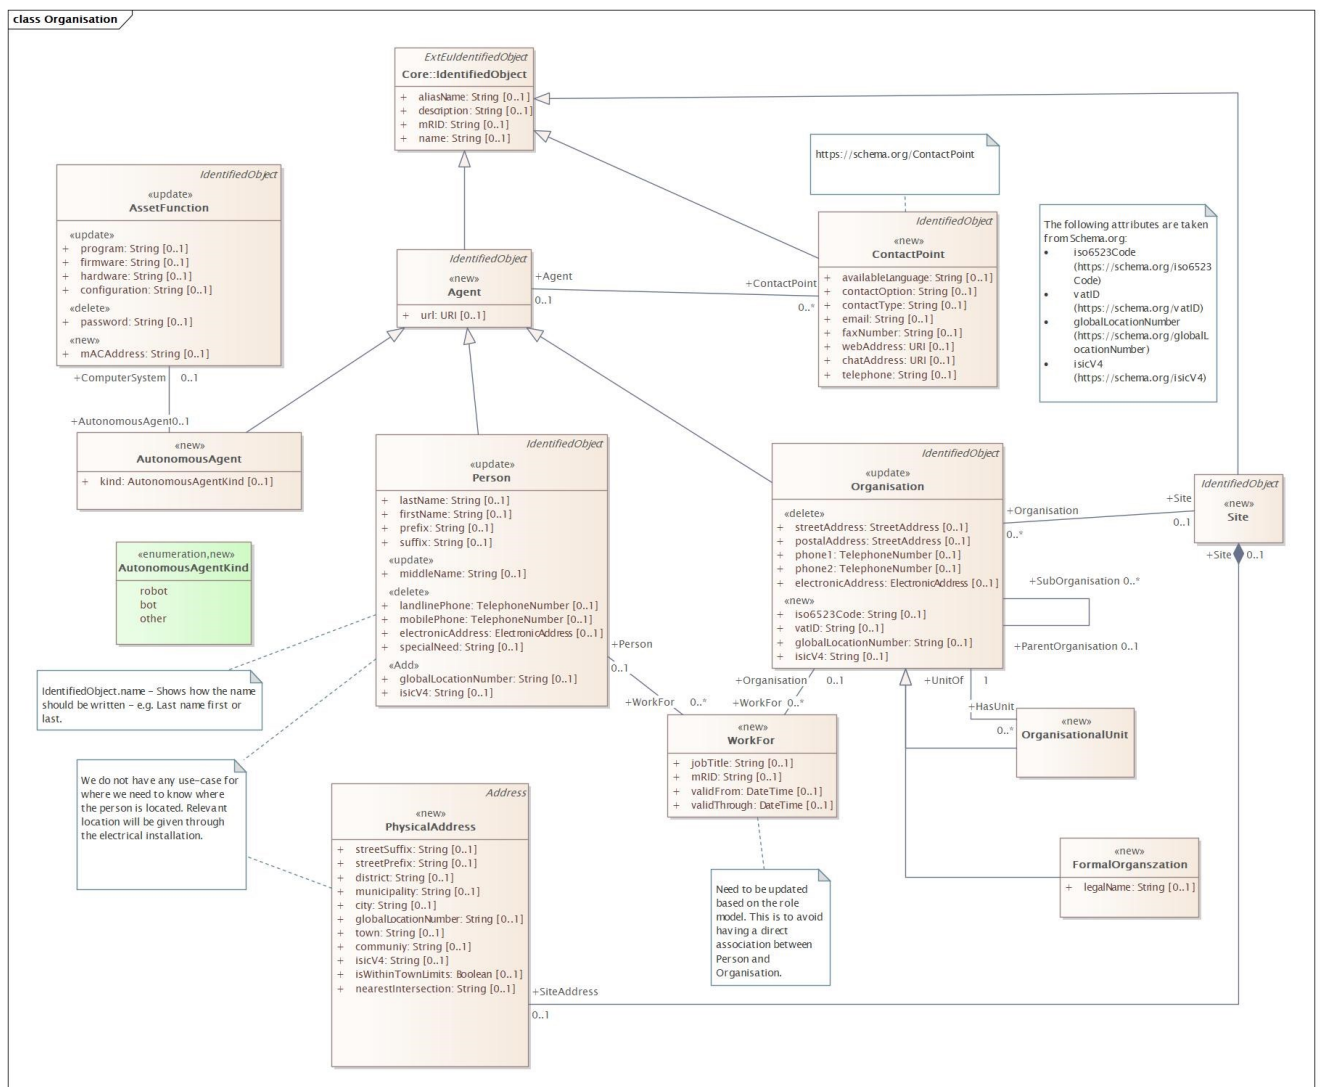 class Organisation
ExtEuIdentifiedObject
Core::IdentifiedObject
+ aliasName: String [0..1]
+ description: String [0..1]
+ mRID: String [0..1]
+ name: String [0..1]
https://schema.org/ContactPoint
IdentifiedObject
«update»
AssetFunction
«update»
+ program: String [0..1]
+ firmware: String [0..1]
+ hardware: String [0..1]
+ configuration: String [0..1]
«delete»
+ password: String [0..1]
«new»
+ mACAddress: String [0..1]
+ComputerSystem 0..1
+AutonomousAgent 0..1
IdentifiedObject
«new»
Agent
+ url: URI [0..1]
+Agent
0..1
+ContactPoint
0..*
IdentifiedObject
«new»
ContactPoint
+ availableLanguage: String [0..1]
+ contactOption: String [0..1]
+ contactType: String [0..1]
+ email: String [0..1]
+ faxNumber: String [0..1]
+ webAddress: URI [0..1]
+ chatAddress: URI [0..1]
+ telephone: String [0..1]
The following attributes are taken
from Schema.org:
• iso6523Code
(https://schema.org/iso6523
Code)
• vatID
(https://schema.org/vatID)
• globalLocationNumber
(https://schema.org/globalL
ocationNumber)
• isicV4
(https://schema.org/isicV4)
«new»
AutonomousAgent
+ kind: AutonomousAgentKind [0..1]
«enumeration,new»
AutonomousAgentKind
robot
bot
other
IdentifiedObject
«update»
Person
+ lastName: String [0..1]
+ firstName: String [0..1]
+ prefix: String [0..1]
+ suffix: String [0..1]
«update»
+ middleName: String [0..1]
«delete»
+ landlinePhone: TelephoneNumber [0..1]
+ mobilePhone: TelephoneNumber [0..1]
+ electronicAddress: ElectronicAddress [0..1]
+ specialNeed: String [0..1]
«Add»
+ globalLocationNumber: String [0..1]
+ isicV4: String [0..1]
IdentifiedObject
«update»
Organisation
«delete»
+ streetAddress: StreetAddress [0..1]
+ postalAddress: StreetAddress [0..1]
+ phone1: TelephoneNumber [0..1]
+ phone2: TelephoneNumber [0..1]
+ electronicAddress: ElectronicAddress [0..1]
«new»
+ iso6523Code: String [0..1]
+ vatID: String [0..1]
+ globalLocationNumber: String [0..1]
+ isicV4: String [0..1]
+Organisation
0..*
+Site
0..1
IdentifiedObject
«new»
Site
+Site 0..1
+SubOrganisation 0..*
+ParentOrganisation 0..1
+Person
0..1
+WorkFor 0..*
+Organisation 0..1
+WorkFor 0..*
+UnitOf 1
+HasUnit
0..*
«new»
OrganisationalUnit
IdentifiedObject.name – Shows how the name
should be written – e.g. Last name first or
last.
«new»
WorkFor
+ jobTitle: String [0..1]
+ mRID: String [0..1]
+ validFrom: DateTime [0..1]
+ validThrough: DateTime [0..1]
We do not have any use-case for
where we need to know where
the person is located. Relevant
location will be given through
the electrical installation.
Address
«new»
PhysicalAddress
+ streetSuffix: String [0..1]
+ streetPrefix: String [0..1]
+ district: String [0..1]
+ municipality: String [0..1]
+ city: String [0..1]
+ globalLocationNumber: String [0..1]
+ town: String [0..1]
+ communiy: String [0..1]
+ isicV4: String [0..1]
+ isWithinTownLimits: Boolean [0..1]
+ nearestIntersection: String [0..1]
+SiteAddress
0..1
Need to be updated
based on the role
model. This is to avoid
having a direct
association between
Person and
Organisation.
«new»
FormalOrganszation
+ legalName: String [0..1]